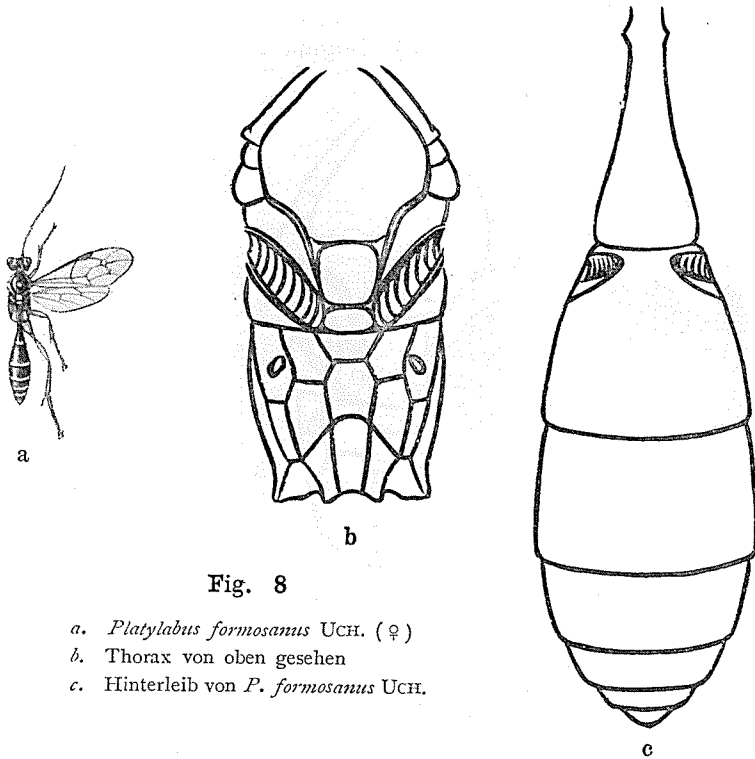 a
b
c
Fig. 8
a. Platylabus formosanus UCH. (♀)
b. Thorax von oben gesehen
c. Hinterleib von P. formosanus UCH.